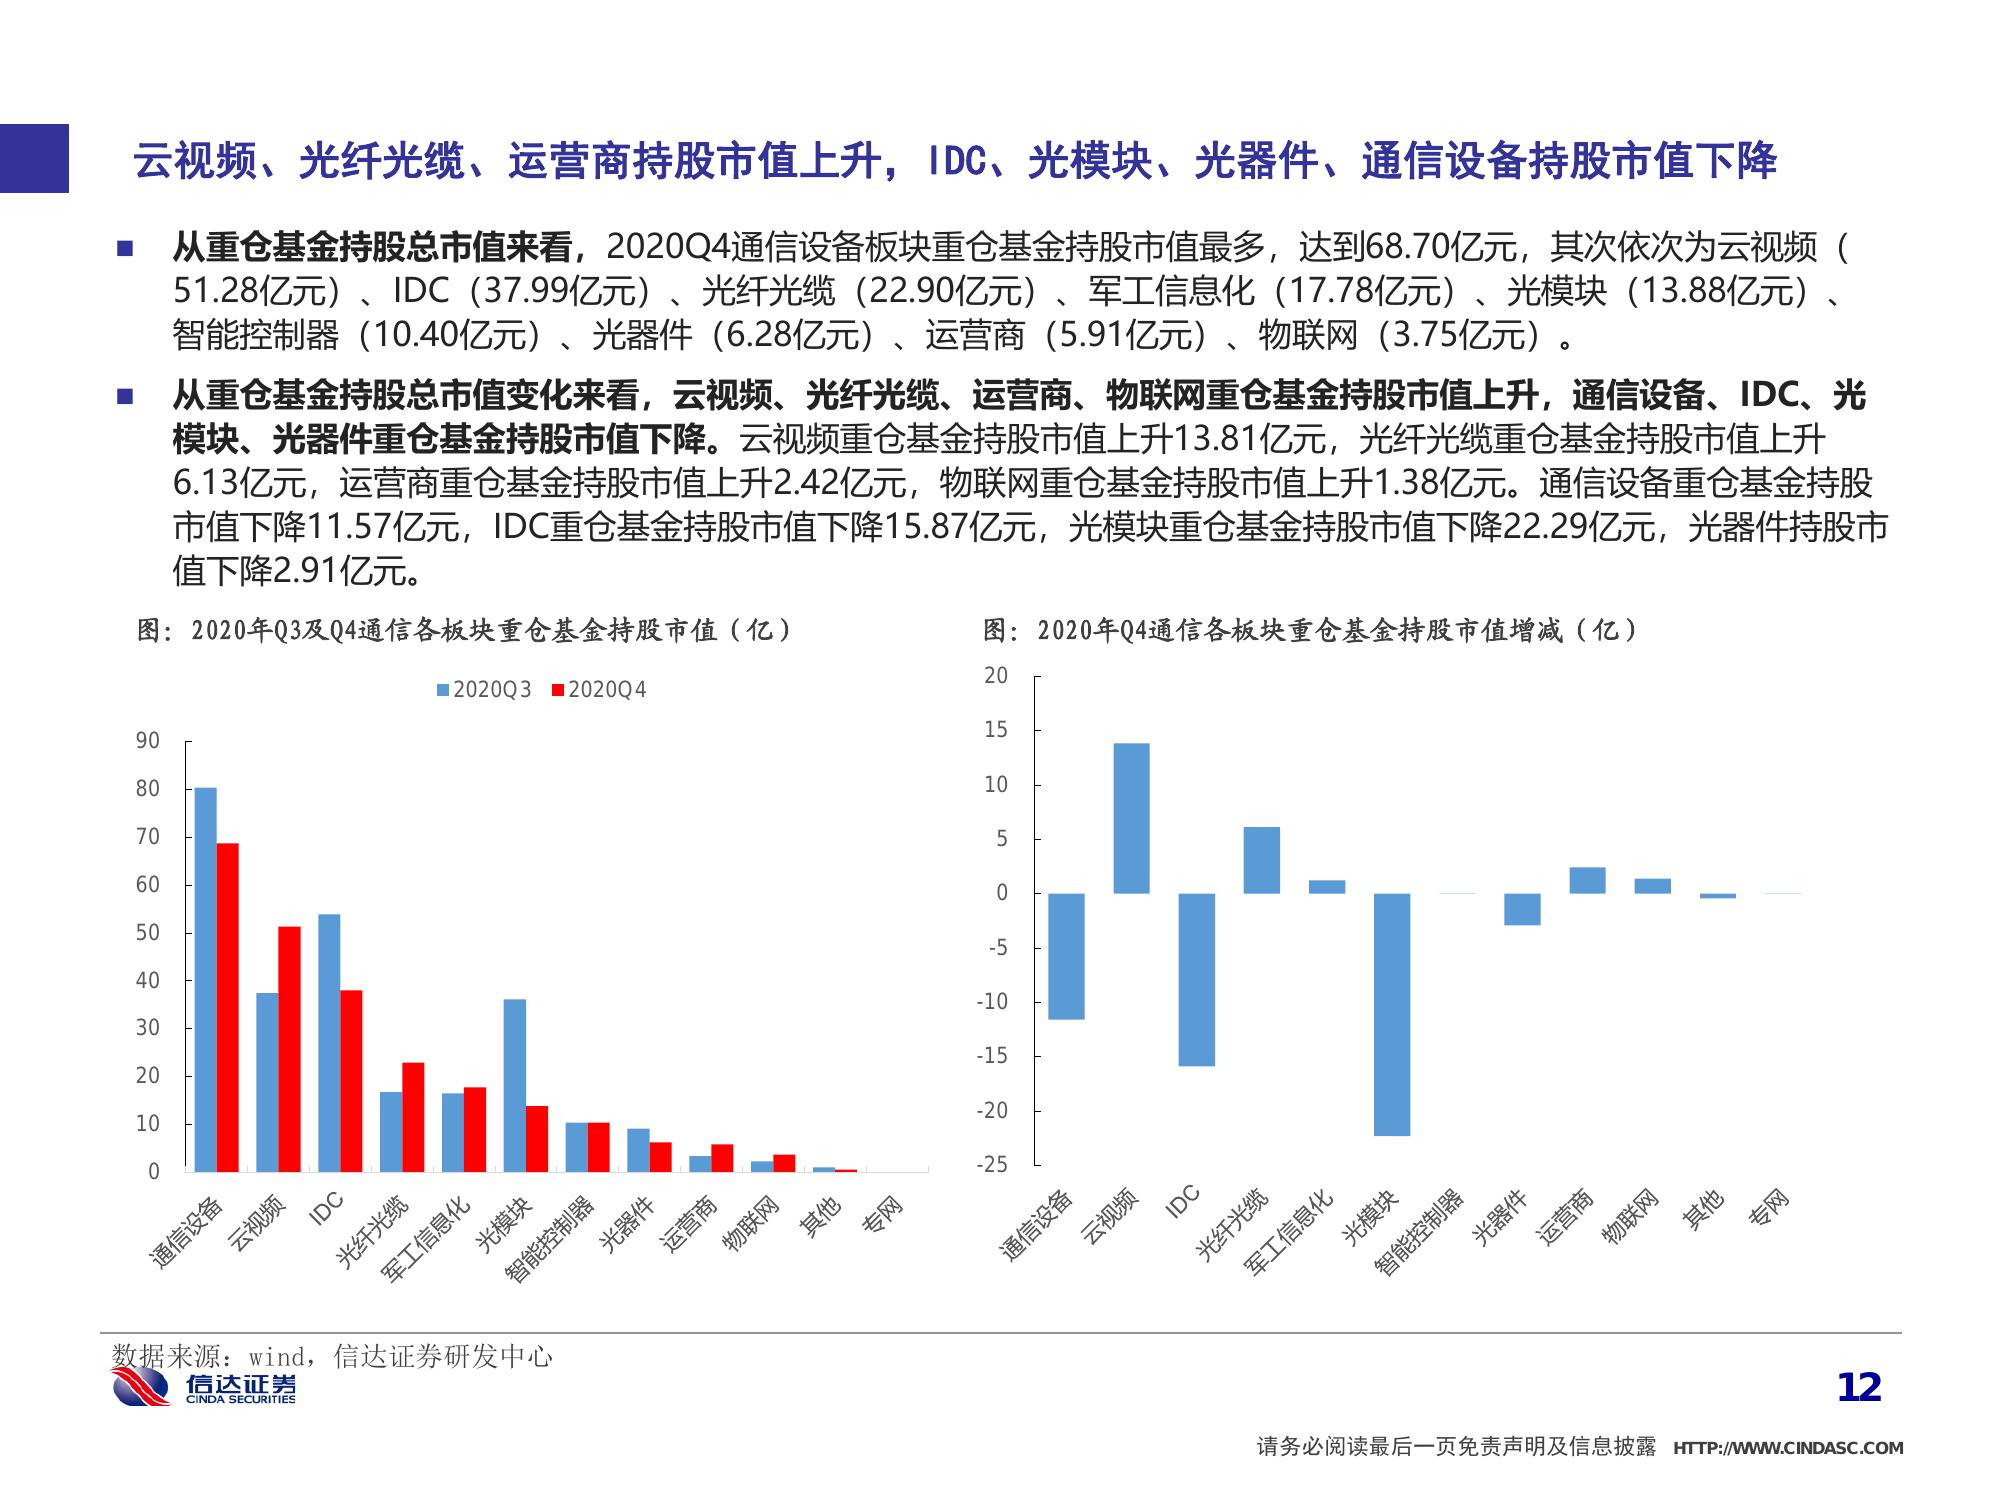 云视频、光纤光缆、运营商持股市值上升，IDC、光模块、光器件、通信设备持股市值下降
从重仓基金持股总市值来看，2020Q4通信设备板块重仓基金持股市值最多，达到68.70亿元，其次依次为云视频（
51.28亿元）、IDC（37.99亿元）、光纤光缆（22.90亿元）、军工信息化（17.78亿元）、光模块（13.88亿元）、
智能控制器（10.40亿元）、光器件（6.28亿元）、运营商（5.91亿元）、物联网（3.75亿元）。
从重仓基金持股总市值变化来看，云视频、光纤光缆、运营商、物联网重仓基金持股市值上升，通信设备、IDC、光
模块、光器件重仓基金持股市值下降。云视频重仓基金持股市值上升13.81亿元，光纤光缆重仓基金持股市值上升
6.13亿元，运营商重仓基金持股市值上升2.42亿元，物联网重仓基金持股市值上升1.38亿元。通信设备重仓基金持股
市值下降11.57亿元，IDC重仓基金持股市值下降15.87亿元，光模块重仓基金持股市值下降22.29亿元，光器件持股市
值下降2.91亿元。
图：2020年Q3及Q4通信各板块重仓基金持股市值（亿）
2020Q3 2020Q4
90
80
70
60
50
40
30
20
10
0
通信设备
云视频
IDC
光纤光缆
军工信息化
光模块
智能控制器
光器件
运营商
物联网
其他
专网
图：2020年Q4通信各板块重仓基金持股市值增减（亿）
20
15
10
5
0
-5
-10
-15
-20
-25
通信设备
云视频
IDC
光纤光缆
军工信息化
光模块
智能控制器
光器件
运营商
物联网
其他
专网
数据来源：wind，信达证券研发中心
信达证券
CINDA SECURITIES
12
请务必阅读最后一页免责声明及信息披露 HTTP://WWW.CINDASC.COM